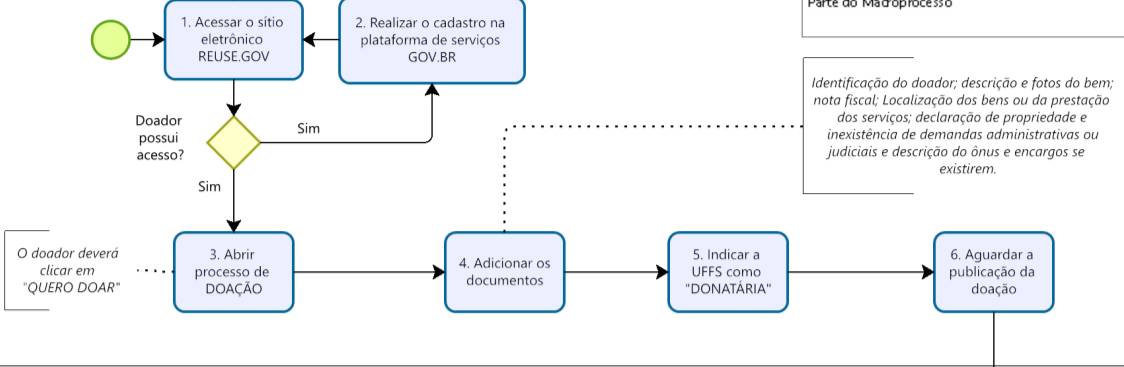 Parte do Macroprocesso
1. Acessar o sítio
eletrônico
REUSE.GOV
2. Realizar o cadastro na
plataforma de serviços
GOV.BR
Identificação do doador; descrição e fotos do bem;
nota fiscal; Localização dos bens ou da prestação
dos serviços; declaração de propriedade e
inexistência de demandas administrativas ou
judiciais e descrição do ônus e encargos se
existirem.
Doador
possui
acesso?
Sim
Sim
O doador deverá
clicar em
"QUERO DOAR"
3. Abrir
processo de
DOAÇÃO
4. Adicionar os
documentos
5. Indicar a
UFFS como
"DONATÁRIA"
6. Aguardar a
publicação da
doação